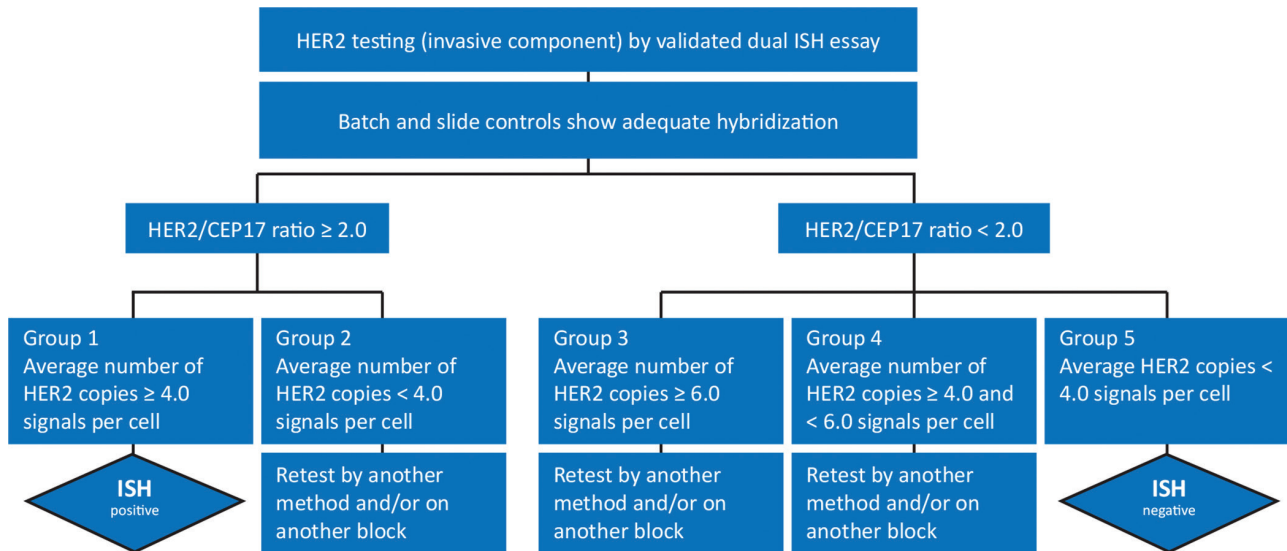 HER2 testing (invasive component) by validated dual ISH essay
Batch and slide controls show adequate hybridization
HER2/CEP17 ratio ≥ 2.0
HER2/CEP17 ratio < 2.0
Group 1
Average number of
HER2 copies ≥ 4.0
signals per cell
Group 2
Average number of
HER2 copies < 4.0
signals per cell
Group 3
Average number of
HER2 copies ≥ 6.0
signals per cell
Group 4
Average number of
HER2 copies ≥ 4.0 and
< 6.0 signals per cell
Group 5
Average HER2 copies <
4.0 signals per cell
ISH
positive
Retest by another
method and/or on
another block
Retest by another
method and/or on
another block
Retest by another
method and/or on
another block
ISH
negative